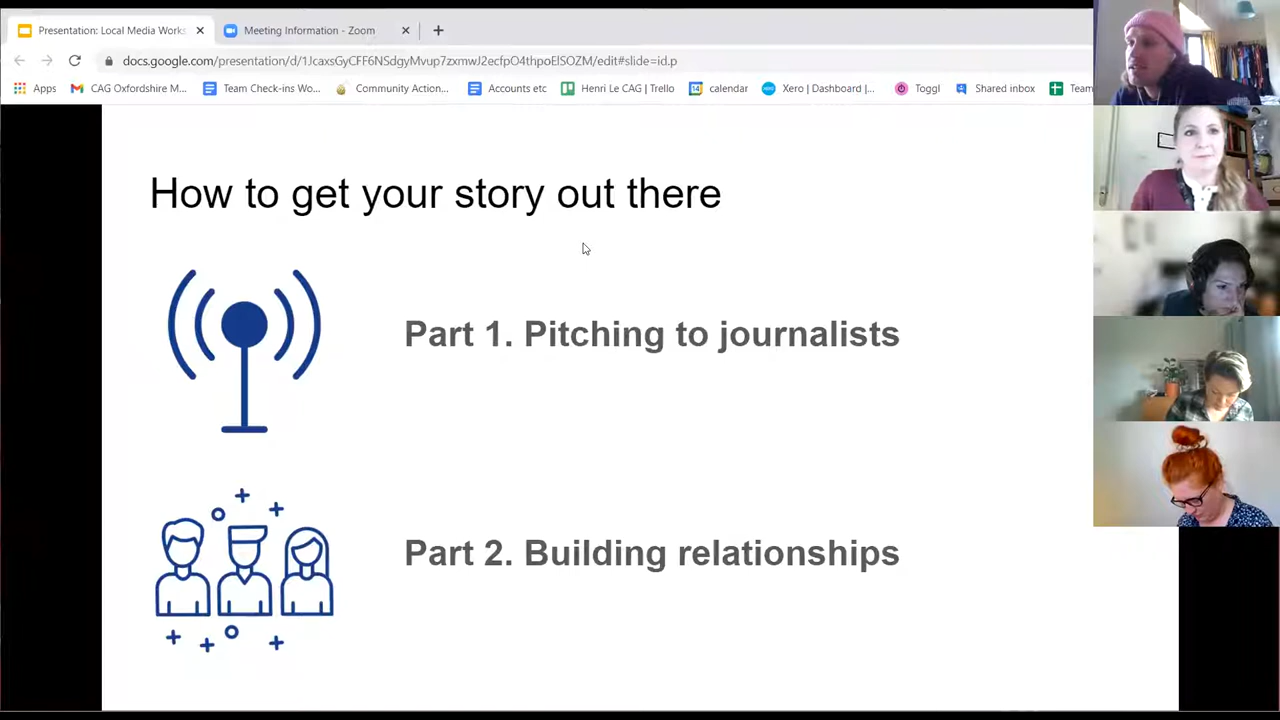 Presentation: Local Media Works
Meeting Information - Zoom
docs.google.com/presentation/d/1JcaxsGyCFF6NSdgyMvup7zxmwJ2ecfpO4thpoElSOZM/edit#slide=id.p
Apps
CAG Oxfordshire M...
Team Check-ins Wo...
Community Action...
Accounts etc
Henri Le CAG | Trello
calendar
Xero | Dashboard |...
Toggl
Shared inbox
Team
How to get your story out there
Part 1. Pitching to journalists
Part 2. Building relationships